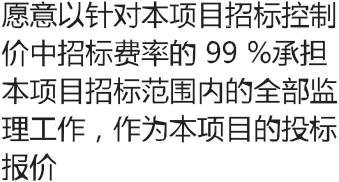 愿意以针对本项目招标控制
价中招标费率的 99 %承担
本项目招标范围内的全部监
理工作，作为本项目的投标
报价